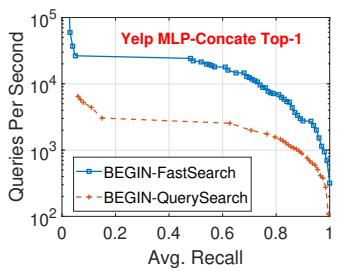 Yelp MLP-Concate Top-1
Queries Per Second
10^5
10^4
10^3
10^2
BEGIN-FastSearch
BEGIN-QuerySearch
0 0.2 0.4 0.6 0.8 1
Avg. Recall